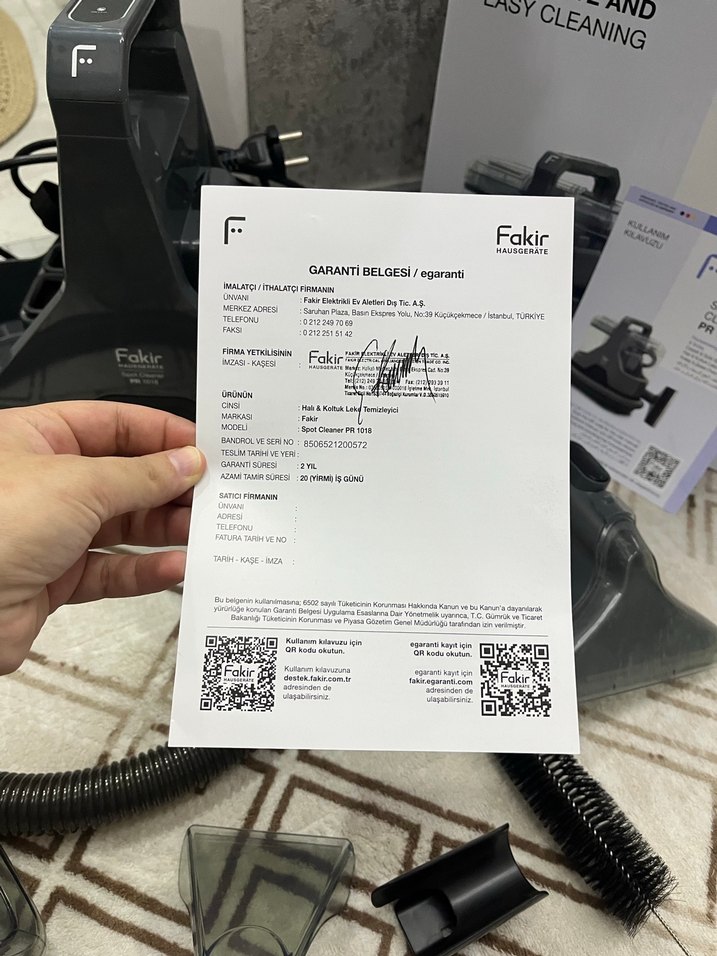 E AND
EASY CLEANING
KULLANIM
KILAVUZU
PR
Fakir
HAUSGERÄTE
Spot Cleaner
PR 1018
Fakir
HAUSGERÄTE
GARANTİ BELGESİ / egaranti
İMALATÇI / İTHALATÇI FİRMANIN
ÜNVANI : Fakir Elektrikli Ev Aletleri Dış Tic. A.Ş.
MERKEZ ADRESİ : Saruhan Plaza, Basın Ekspres Yolu, No:39 Küçükçekmece / İstanbul, TÜRKİYE
TELEFONU : 0 212 249 70 69
FAKSI : 0 212 251 51 42
FİRMA YETKİLİSİNİN
İMZASI - KAŞESİ :
Fakir
HAUSGERÄTE
FAKİR ELEKTRİKLİ EV ALETLERİ DIŞ TİC. A.Ş.
ÜRÜNÜN
CİNSİ : Halı & Koltuk Leke Temizleyici
MARKASI : Fakir
MODELİ : Spot Cleaner PR 1018
BANDROL VE SERİ NO : 8506521200572
TESLİM TARİHİ VE YERİ :
GARANTİ SÜRESİ : 2 YIL
AZAMİ TAMİR SÜRESİ : 20 (YİRMİ) İŞ GÜNÜ
SATICI FİRMANIN
ÜNVANI :
ADRESİ :
TELEFONU :
FATURA TARİH VE NO :
TARİH - KAŞE - İMZA :
Bu belgenin kullanılmasına; 6502 sayılı Tüketicinin Korunması Hakkında Kanun ve bu Kanun'a dayanılarak
yürürlüğe konulan Garanti Belgesi Uygulama Esaslarına Dair Yönetmelik uyarınca, T.C. Gümrük ve Ticaret
Bakanlığı Tüketicinin Korunması ve Piyasa Gözetim Genel Müdürlüğü tarafından izin verilmiştir.
Fakir
HAUSGERÄTE
Kullanım kılavuzu için
QR kodu okutun.
Kullanım kılavuzuna
destek.fakir.com.tr
adresinden de
ulaşabilirsiniz.
egaranti kayıt için
QR kodu okutun.
egaranti kayıt için
fakir.egaranti.com
adresinden de
ulaşabilirsiniz.
Fakir
HAUSGERÄTE